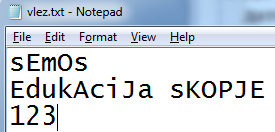 vlez.txt - Notepad
File Edit Format View Help
sEmOs
EdukAciJa sKOPJE
123